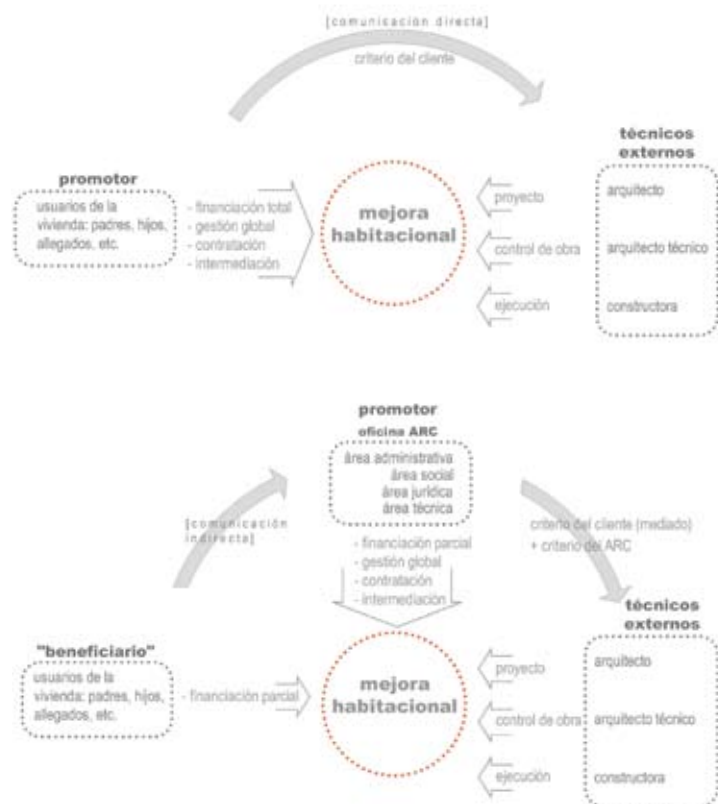 [comunicación directa]
criterio del cliente
técnicos
externos
promotor
usuarios de la
vivienda: padres, hijos,
allegados, etc.
- financiación total
- gestión global
- contratación
- intermediación
mejora
habitacional
proyecto
control de obra
ejecución
arquitecto
arquitecto técnico
constructora
promotor
oficina ARC
área administrativa
área social
área jurídica
área técnica
[comunicación
indirecta]
criterio del cliente (mediado)
+ criterio del ARC
- financiación parcial
- gestión global
- contratación
- intermediación
técnicos
externos
"beneficiario"
usuarios de la
vivienda: padres, hijos,
allegados, etc.
- financiación parcial
mejora
habitacional
proyecto
control de obra
ejecución
arquitecto
arquitecto técnico
constructora